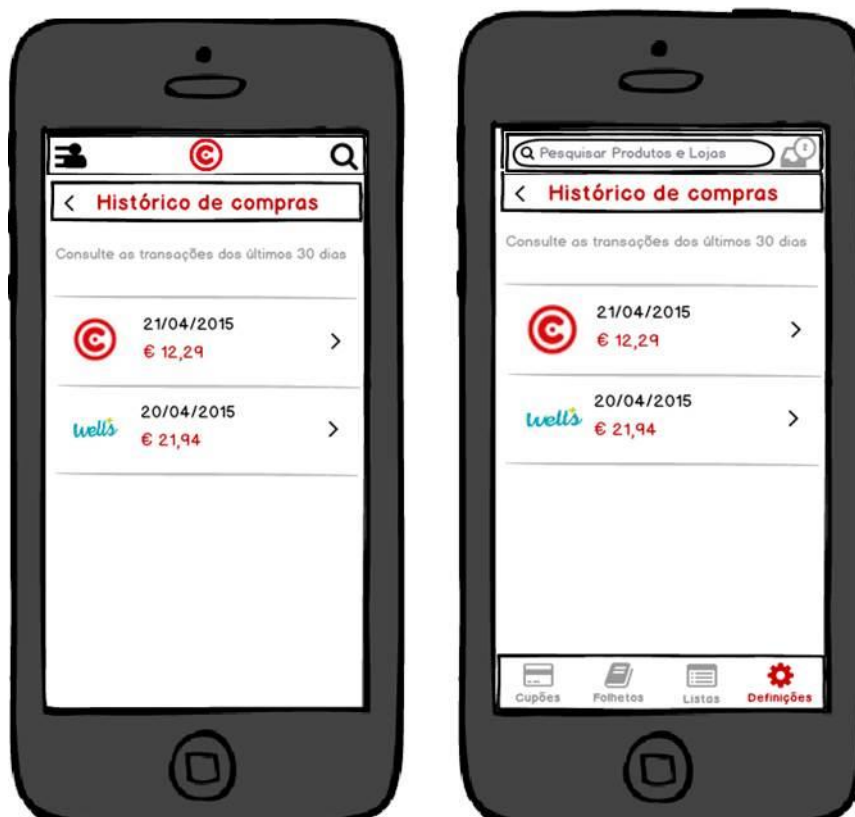 Histórico de compras
Consulte as transações dos últimos 30 dias
21/04/2015
€ 12,29
well's
20/04/2015
€ 21,94
Pesquisar Produtos e Lojas
Histórico de compras
Consulte as transações dos últimos 30 dias
21/04/2015
€ 12,29
well's
20/04/2015
€ 21,94
Cupões Folhetos Listas Definições